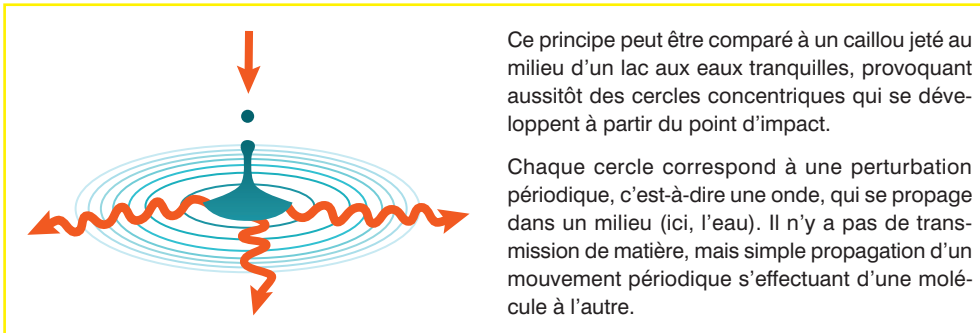 Ce principe peut être comparé à un caillou jeté au
milieu d’un lac aux eaux tranquilles, provoquant
aussitôt des cercles concentriques qui se déve-
loppent à partir du point d’impact.
Chaque cercle correspond à une perturbation
périodique, c’est-à-dire une onde, qui se propage
dans un milieu (ici, l’eau). Il n’y a pas de trans-
mission de matière, mais simple propagation d’un
mouvement périodique s’effectuant d’une molé-
cule à l’autre.